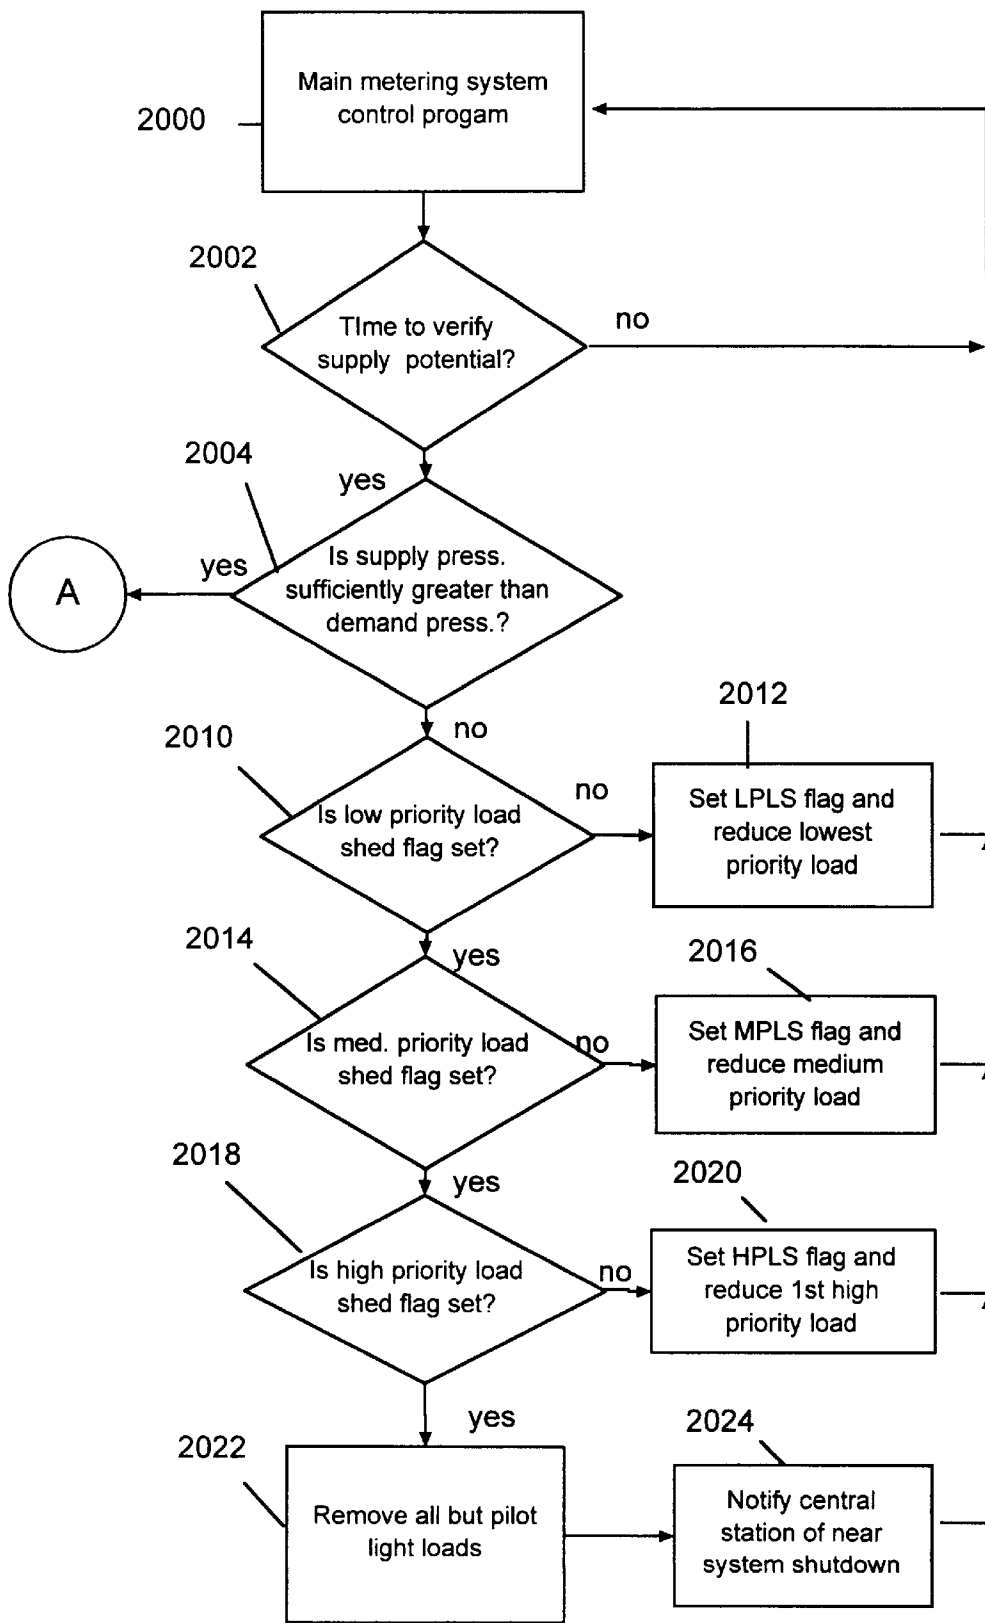 Main metering system
control progam
2000
2002
TIme to verify
supply potential?
no
2004
yes
A
yes
Is supply press.
sufficiently greater than
demand press.?
no
2010
Is low priority load
shed flag set?
no
2012
Set LPLS flag and
reduce lowest
priority load
yes
2014
Is med. priority load
shed flag set?
no
2016
Set MPLS flag and
reduce medium
priority load
yes
2018
Is high priority load
shed flag set?
no
2020
Set HPLS flag and
reduce 1st high
priority load
yes
2022
Remove all but pilot
light loads
2024
Notify central
station of near
system shutdown